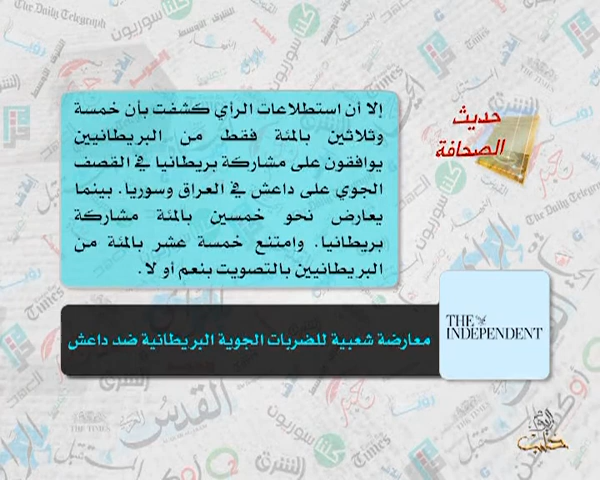 حديث
الصحافة
إلا أن استطلاعات الرأي كشفت بأن خمسة
وثلاثين بالمئة فقط من البريطانيين
يوافقون على مشاركة بريطانيا في القصف
الجوي على داعش في العراق وسوريا. بينما
يعارض نحو خمسين بالمئة مشاركة
بريطانيا. وامتنع خمسة عشر بالمئة من
البريطانيين بالتصويت بنعم أو لا.
THE
INDEPENDENT
معارضة شعبية للضربات الجوية البريطانية ضد داعش
حلب اليوم